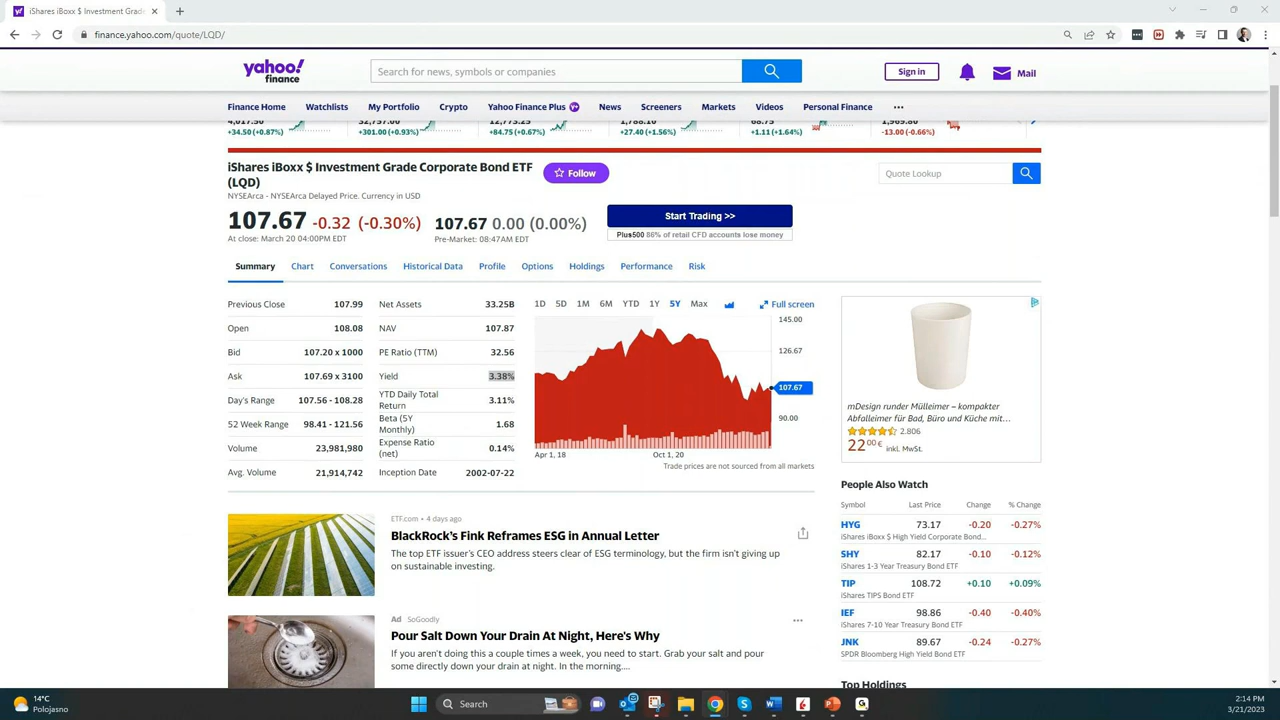 iShares iBoxx $ Investment Grade
finance.yahoo.com/quote/LQD/
yahoo!
finance
Search for news, symbols or companies
Sign in
Mail
Finance Home Watchlists My Portfolio Crypto Yahoo Finance Plus News Screeners Markets Videos Personal Finance
4,017.50 32,757.00 12,773.25 1,788.10 68.75 1,969.80
+34.50 (+0.87%) +301.00 (+0.93%) +84.75 (+0.67%) +27.40 (+1.56%) +1.11 (+1.64%) -13.00 (-0.66%)
iShares iBoxx $ Investment Grade Corporate Bond ETF
(LQD)
Follow
Quote Lookup
NYSEArca - NYSEArca Delayed Price. Currency in USD
107.67 -0.32 (-0.30%) 107.67 0.00 (0.00%)
At close: March 20 04:00PM EDT Pre-Market: 08:47AM EDT
Start Trading >>
Plus500 86% of retail CFD accounts lose money
Summary Chart Conversations Historical Data Profile Options Holdings Performance Risk
Previous Close 107.99 Net Assets 33.25B
Open 108.08 NAV 107.87
Bid 107.20 x 1000 PE Ratio (TTM) 32.56
Ask 107.69 x 3100 Yield 3.38%
Day's Range 107.56 - 108.28 YTD Daily Total Return 3.11%
52 Week Range 98.41 - 121.56 Beta (5Y Monthly) 1.68
Volume 23,981,980 Expense Ratio (net) 0.14%
Avg. Volume 21,914,742 Inception Date 2002-07-22
1D 5D 1M 6M YTD 1Y 5Y Max Full screen
145.00
126.67
107.67
90.00
Apr 1, 18 Oct 1, 20
Trade prices are not sourced from all markets
mDesign runder Mülleimer – kompakter
Abfalleimer für Bad, Büro und Küche mit...
2.806
22 00 € inkl. MwSt.
People Also Watch
Symbol Last Price Change % Change
HYG 73.17 -0.20 -0.27%
iShares iBoxx $ High Yield Corporate Bond...
SHY 82.17 -0.10 -0.12%
iShares 1-3 Year Treasury Bond ETF
TIP 108.72 +0.10 +0.09%
iShares TIPS Bond ETF
IEF 98.86 -0.40 -0.40%
iShares 7-10 Year Treasury Bond ETF
JNK 89.67 -0.24 -0.27%
SPDR Bloomberg High Yield Bond ETF
Top Holdings
ETF.com • 4 days ago
BlackRock's Fink Reframes ESG in Annual Letter
The top ETF issuer's CEO address steers clear of ESG terminology, but the firm isn't giving up
on sustainable investing.
Ad SoGoodly
Pour Salt Down Your Drain At Night, Here's Why
If you aren't doing this a couple times a week, you need to start. Grab your salt and pour
some directly down your drain at night. In the morning....
14°C
Polojasno
Search
2:14 PM
3/21/2023